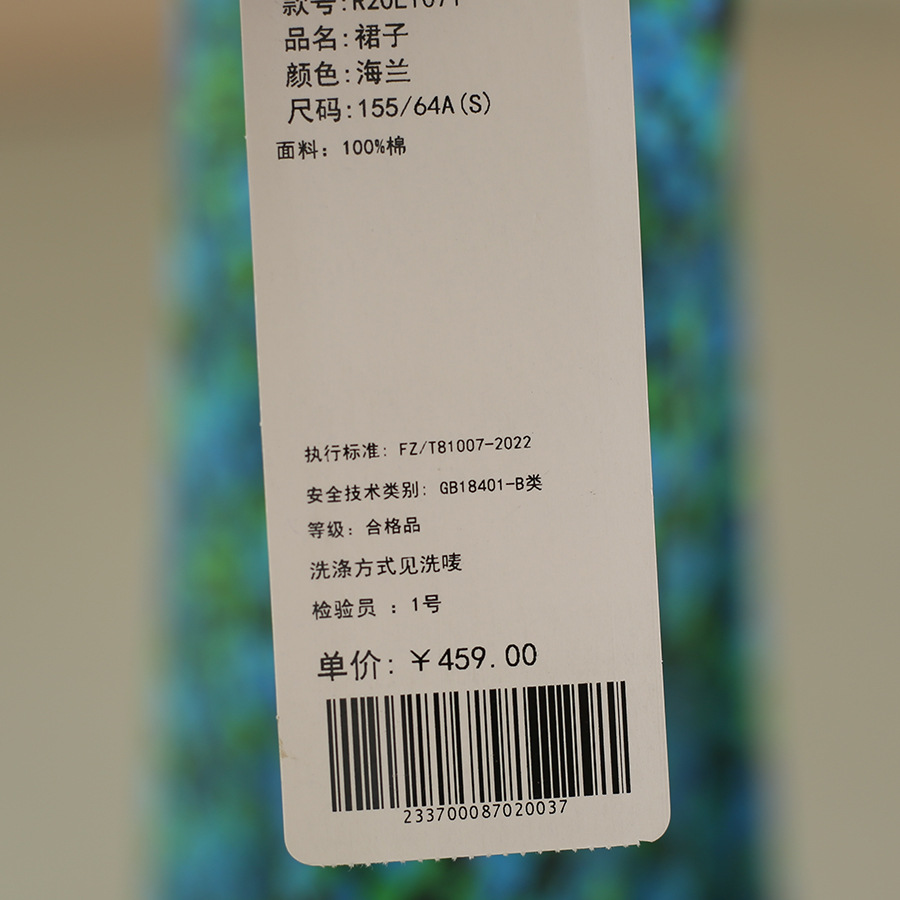 品名:裙子
颜色:海兰
尺码:155/64A(S)
面料：100%棉
执行标准: FZ/T81007-2022
安全技术类别: GB18401-B类
等级: 合格品
洗涤方式见洗唛
检验员 ：1号
单价:￥459.00
233700087020037